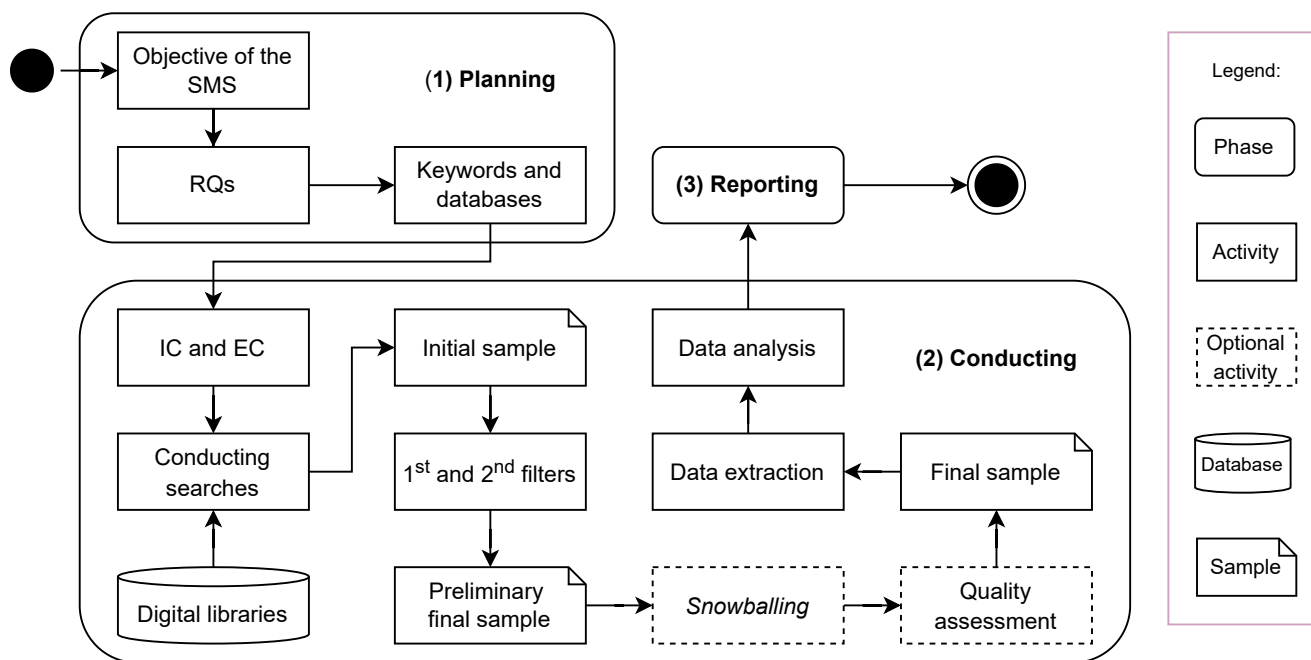 Objective of the
SMS
(1) Planning
RQs
Keywords and
databases
(3) Reporting
IC and EC
Initial sample
Data analysis
(2) Conducting
Conducting
searches
1st and 2nd filters
Data extraction
Final sample
Digital libraries
Preliminary
final sample
Snowballing
Quality
assessment
Legend:
Phase
Activity
Optional
activity
Database
Sample